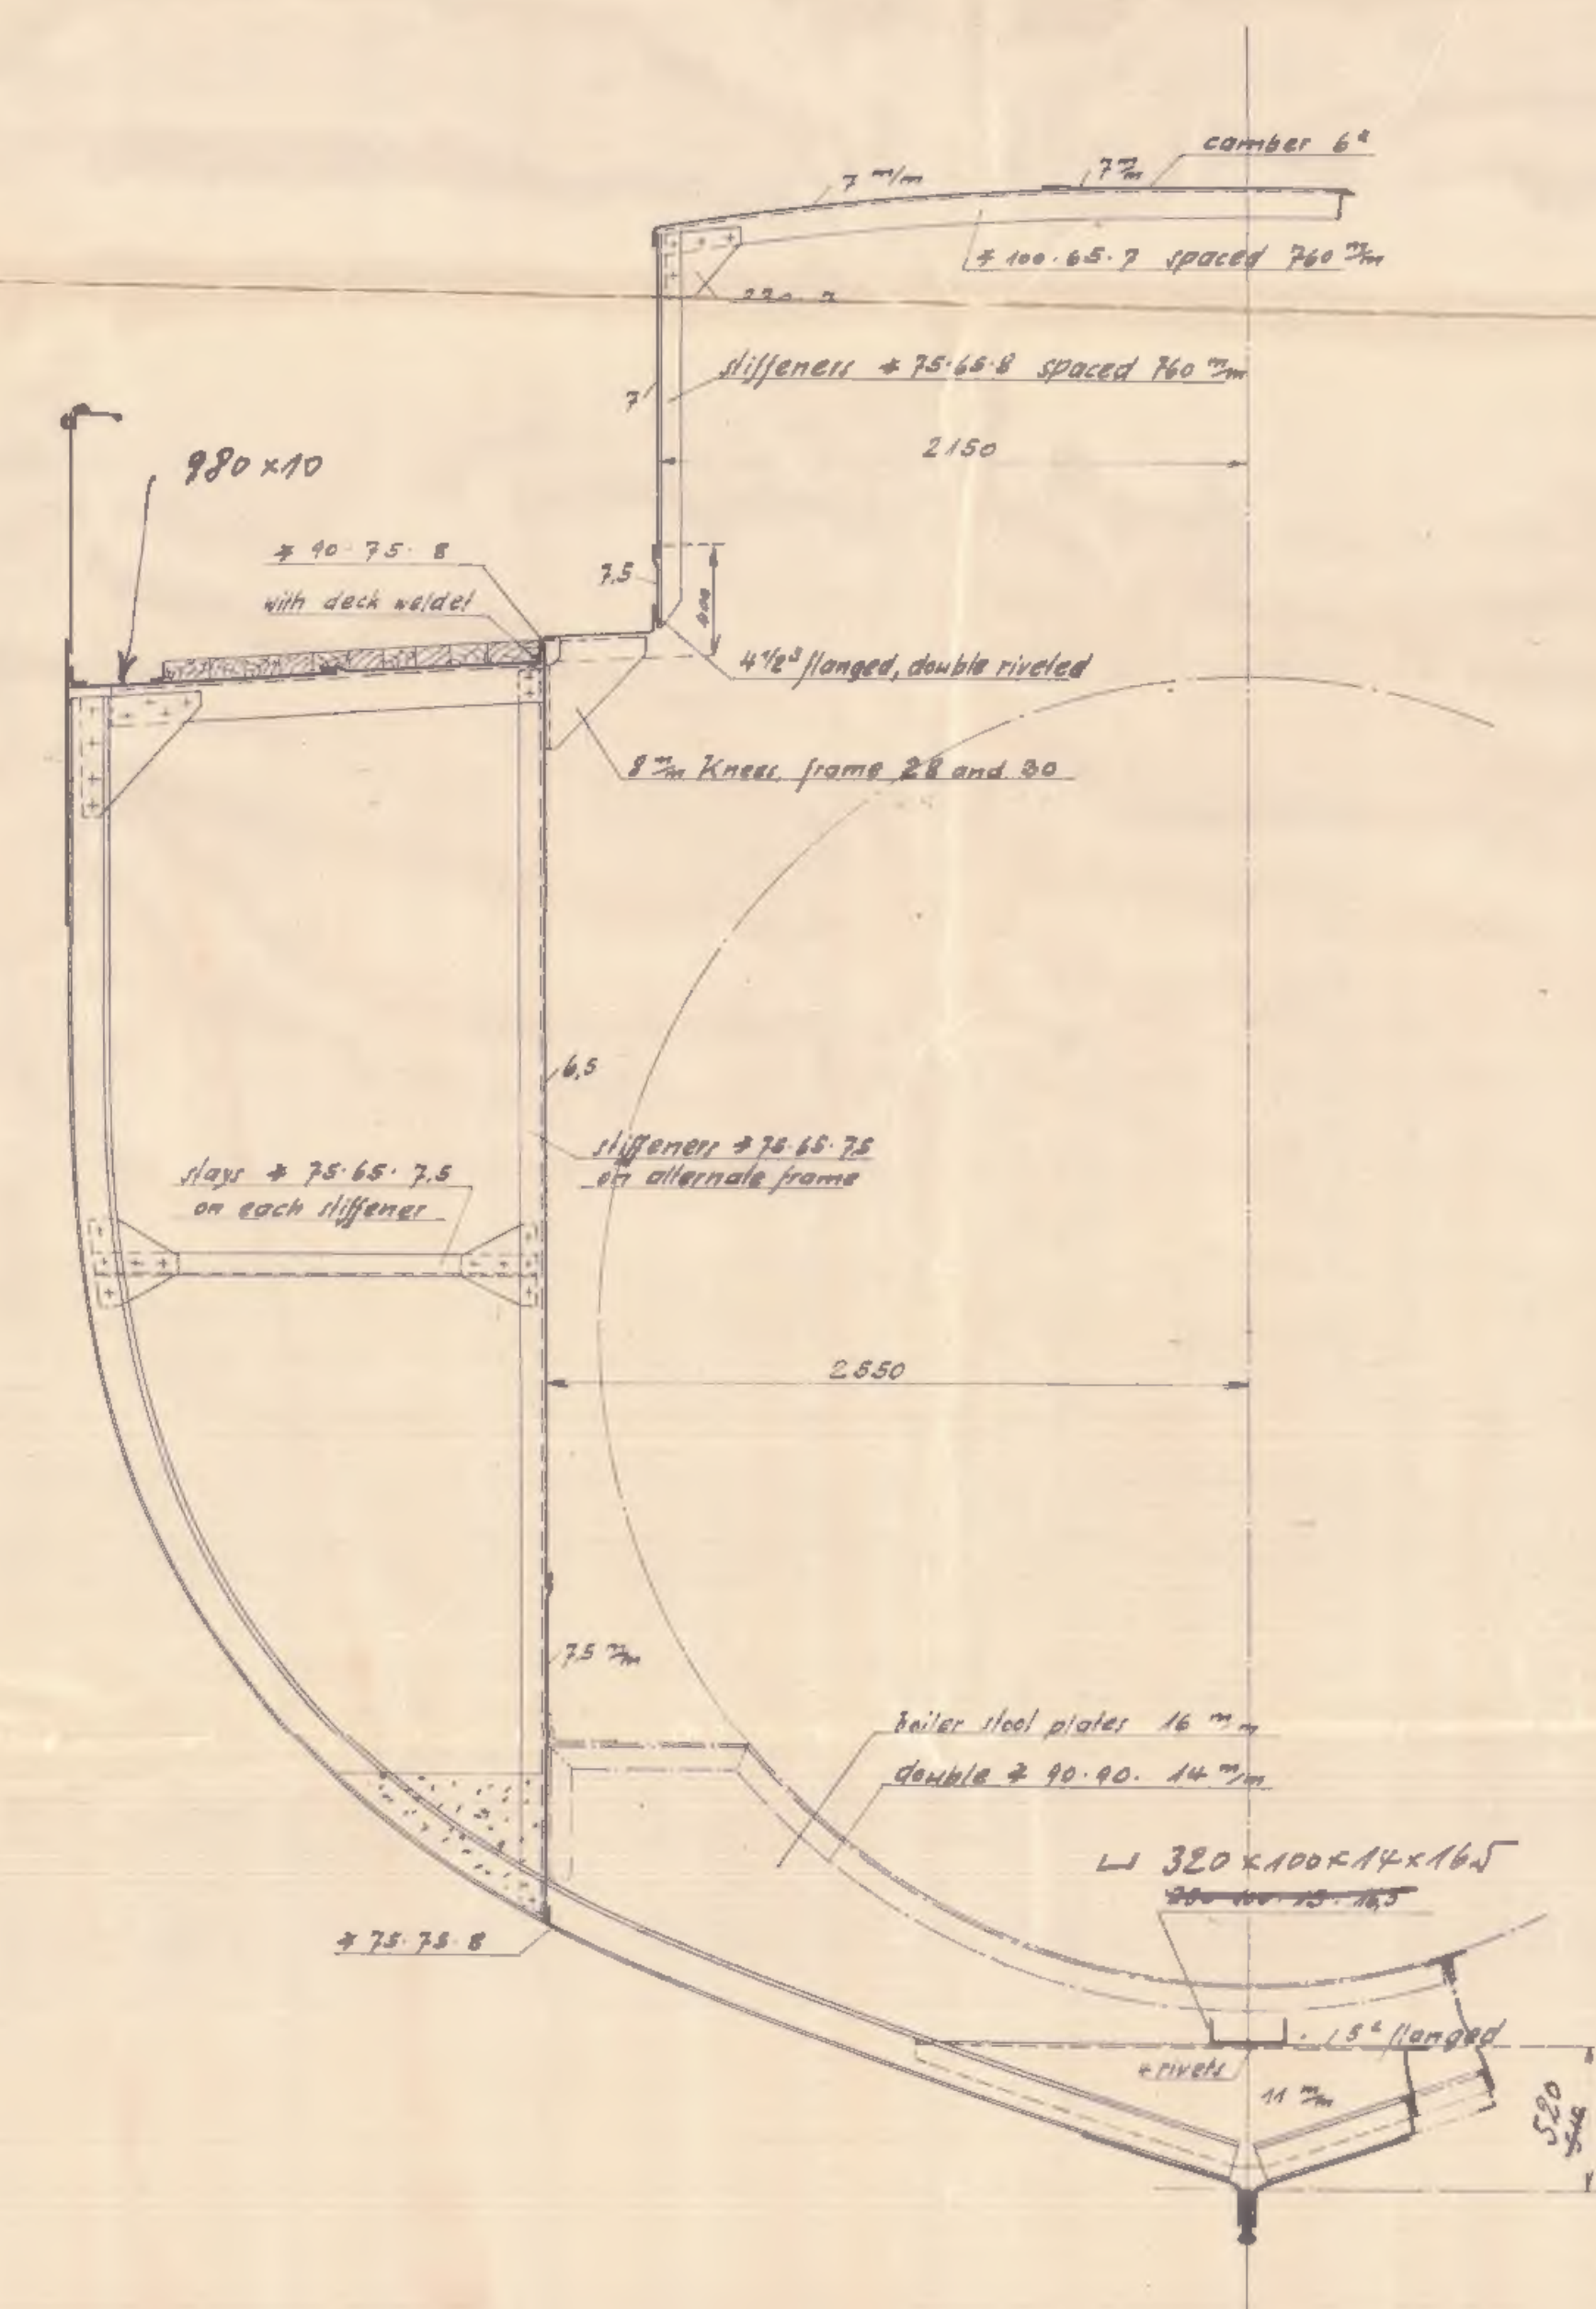 camber 6"
7 m/m
7 m/m
∠ 100·65·7 spaced 760 m/m
stiffeners ∠ 75·65·8 spaced 760 m/m
7
2150
980×10
∠ 90·75·8
with deck weldet
7,5
400
4 1/2" flanged, double riveted
8 m/m Knees, frame 28 and 30
6,5
stiffeners ∠ 75·65·7,5
on alternate frame
stays ∠ 75·65·7,5
on each stiffener
2550
7,5 m/m
boiler stool plates 16 m/m
double ∠ 90·90·14 m/m
320×100×14×16,5
∠ 75·75·8
5" flanged
4 rivets
11 m/m
520